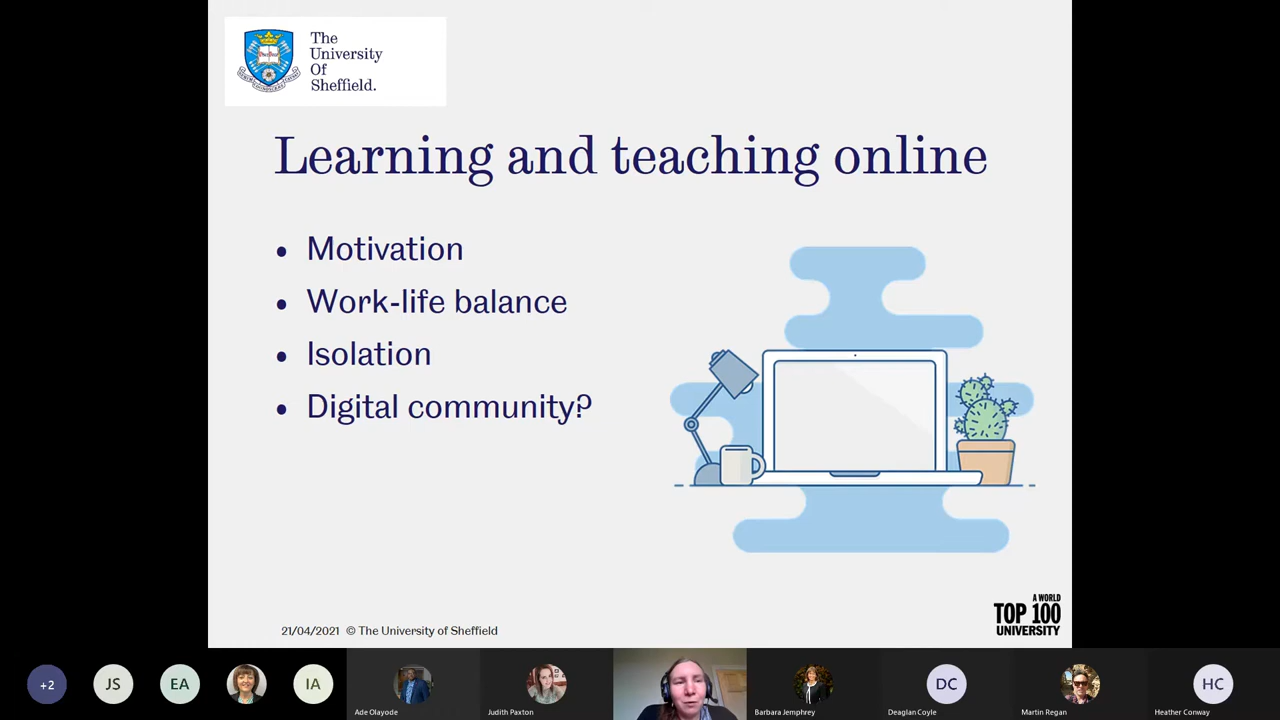 The
University
Of
Sheffield.
Learning and teaching online
• Motivation
• Work-life balance
• Isolation
• Digital community?
21/04/2021 © The University of Sheffield
A WORLD
TOP 100
UNIVERSITY
+2
JS
EA
IA
Ade Olayode
Judith Paxton
Barbara Jemphrey
DC
Deaglan Coyle
Martin Regan
HC
Heather Conway